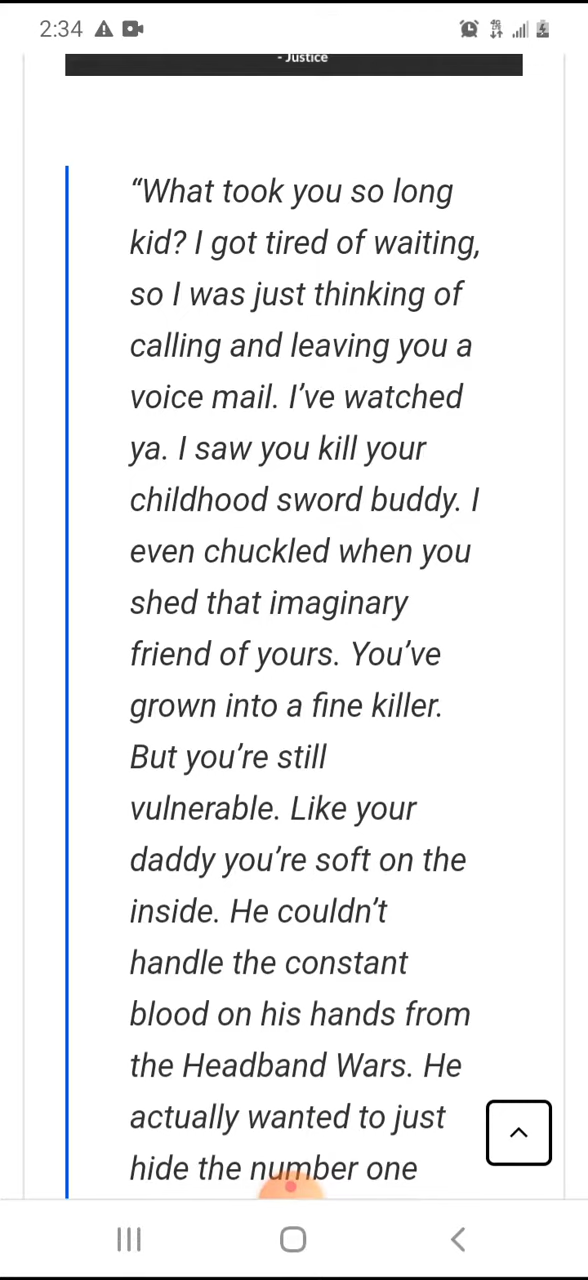 2:34
- Justice
“What took you so long
kid? I got tired of waiting,
so I was just thinking of
calling and leaving you a
voice mail. I’ve watched
ya. I saw you kill your
childhood sword buddy. I
even chuckled when you
shed that imaginary
friend of yours. You’ve
grown into a fine killer.
But you’re still
vulnerable. Like your
daddy you’re soft on the
inside. He couldn’t
handle the constant
blood on his hands from
the Headband Wars. He
actually wanted to just
hide the number one